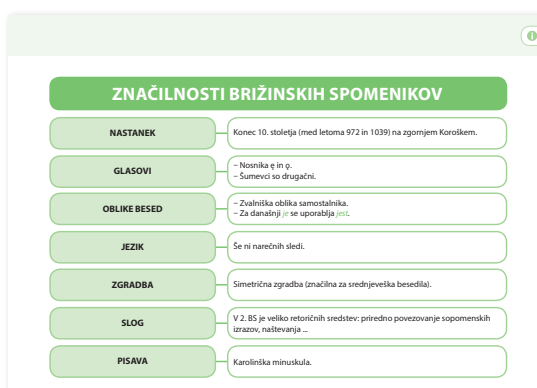 ZNAČILNOSTI BRIŽINSKIH SPOMENIKOV
NASTANEK
Konec 10. stoletja (med letoma 972 in 1039) na zgornjem Koroškem.
GLASOVI
– Nosnika ę in ǫ.
– Šumevci so drugačni.
OBLIKE BESED
– Zvalniška oblika samostalnika.
– Za današnji je se uporablja jest.
JEZIK
Še ni narečnih sledi.
ZGRADBA
Simetrična zgradba (značilna za srednjeveška besedila).
SLOG
V 2. BS je veliko retoričnih sredstev: priredno povezovanje sopomenskih
izrazov, naštevanja ...
PISAVA
Karolinška minuskula.